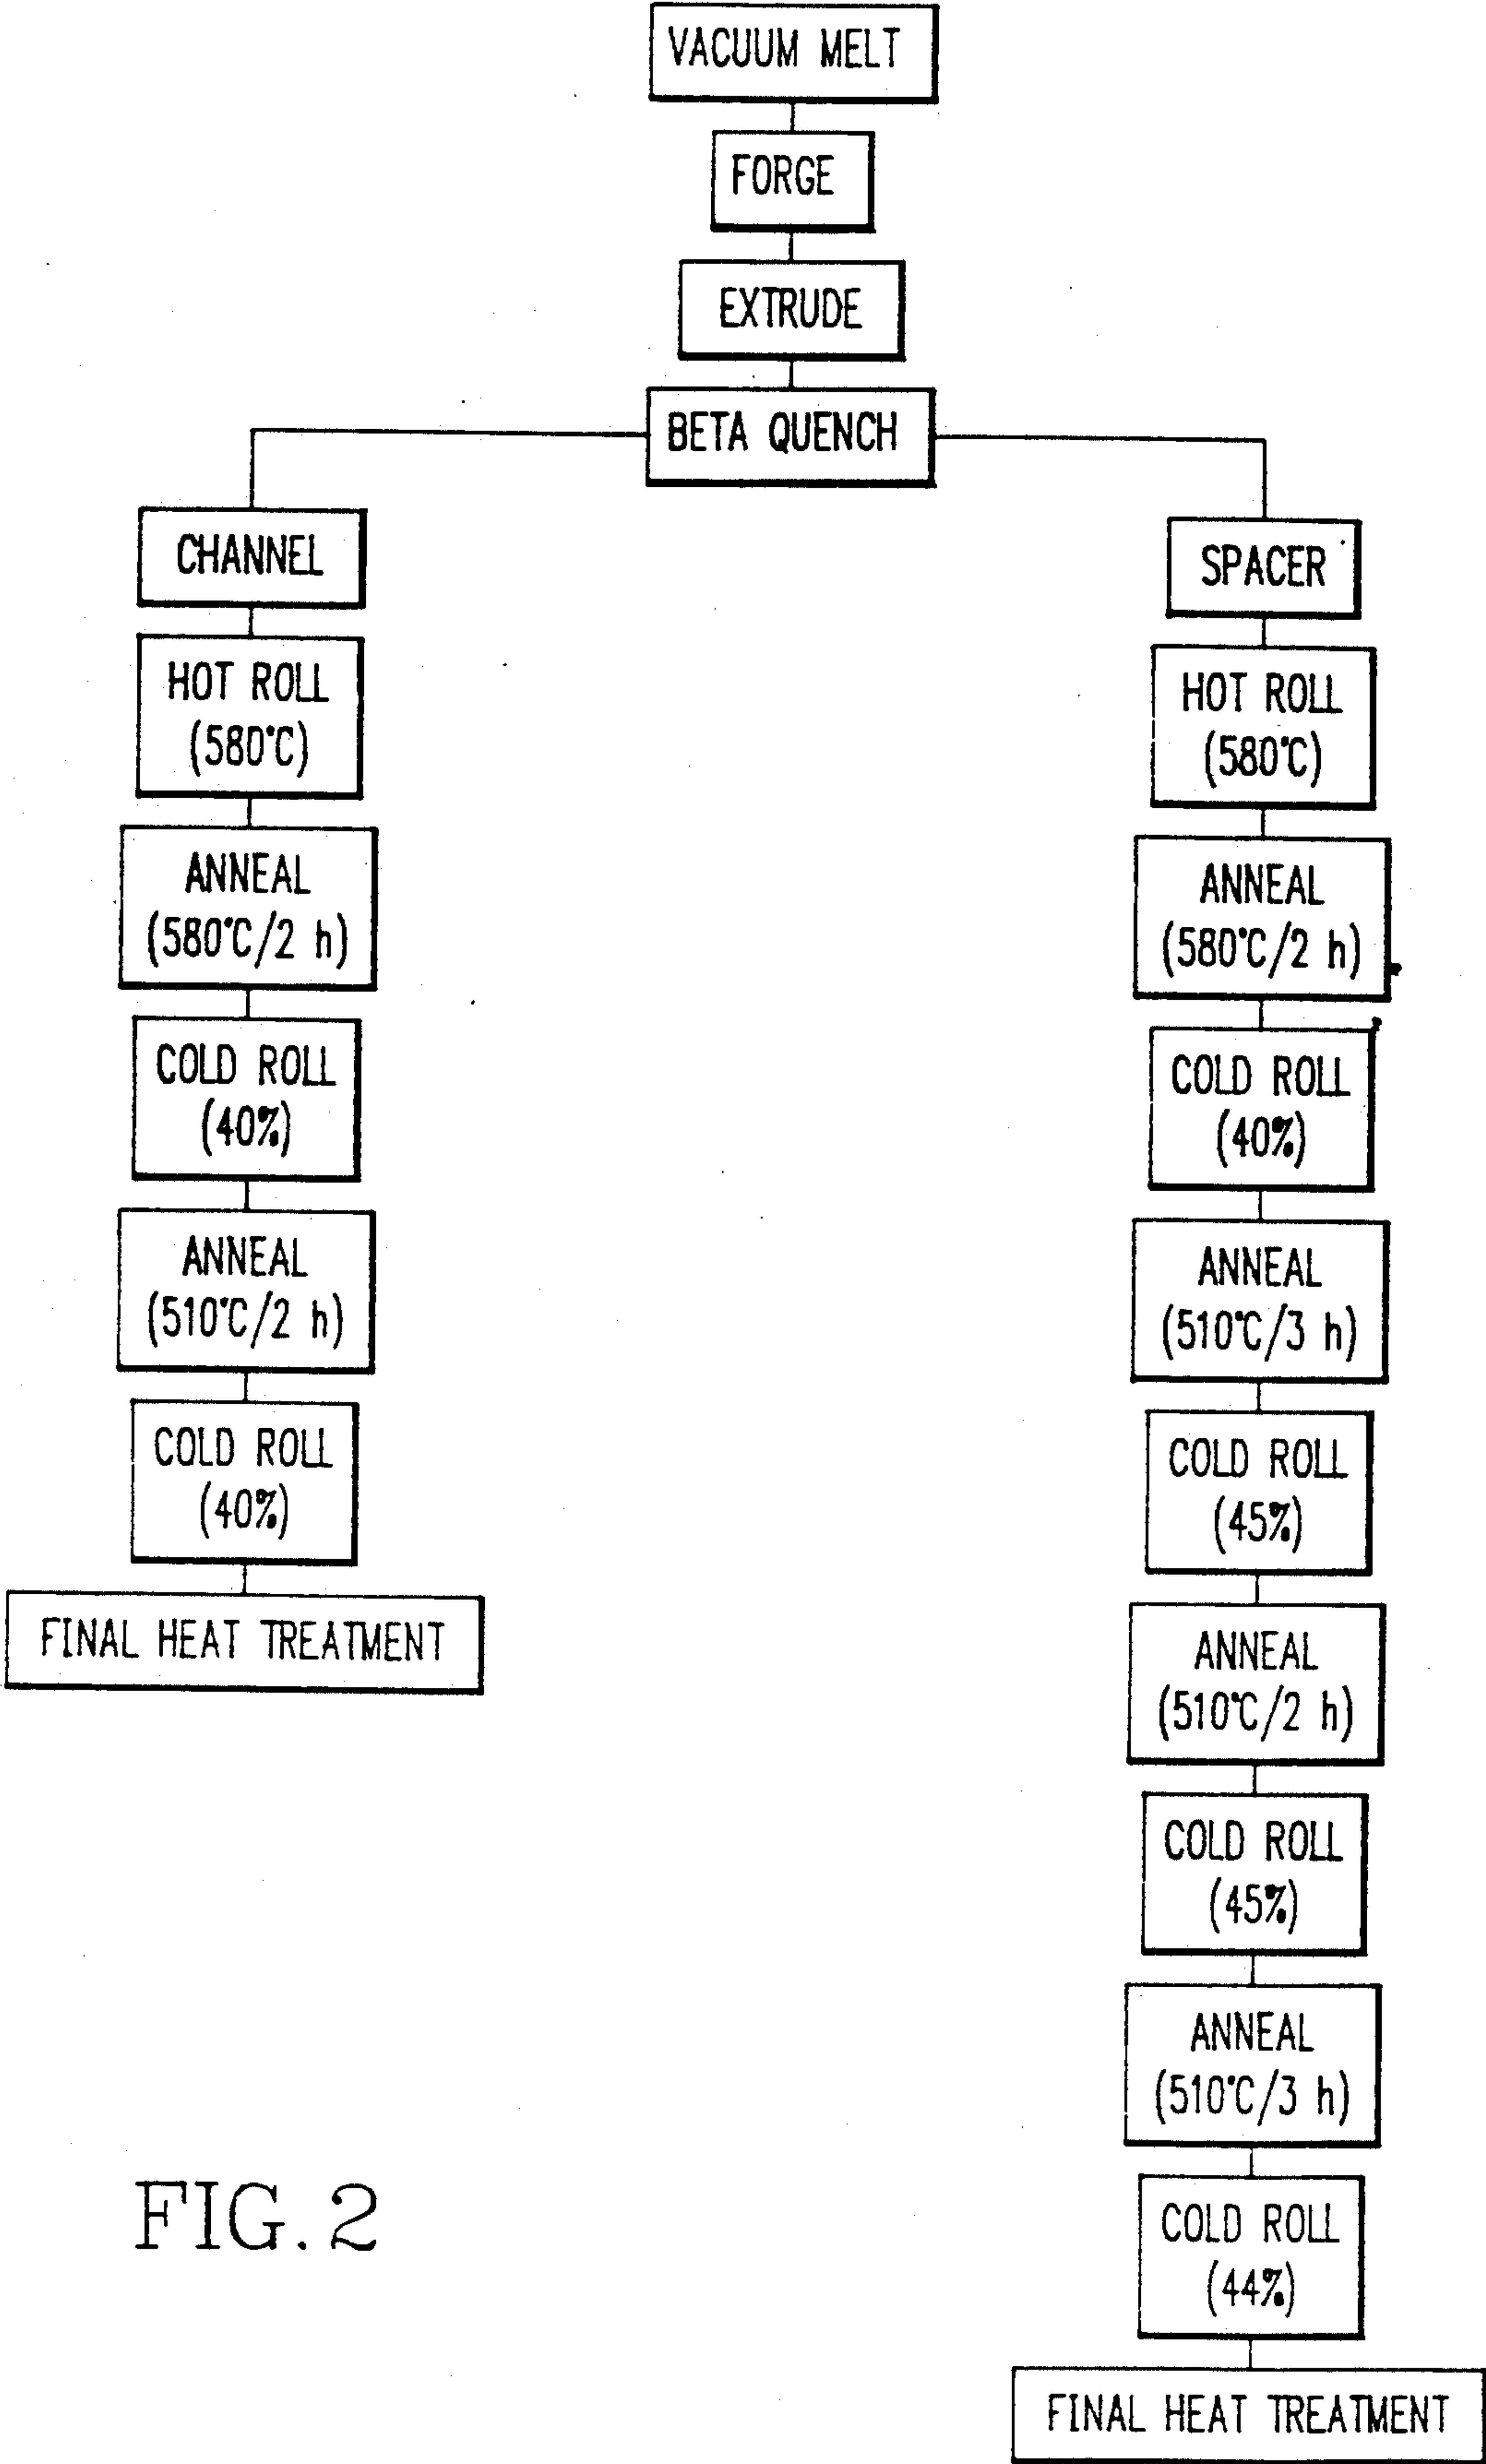 VACUUM MELT
FORGE
EXTRUDE
BETA QUENCH
CHANNEL
HOT ROLL
(580°C)
ANNEAL
(580°C/2 h)
COLD ROLL
(40%)
ANNEAL
(510°C/2 h)
COLD ROLL
(40%)
FINAL HEAT TREATMENT
SPACER
HOT ROLL
(580°C)
ANNEAL
(580°C/2 h)
COLD ROLL
(40%)
ANNEAL
(510°C/3 h)
COLD ROLL
(45%)
ANNEAL
(510°C/2 h)
COLD ROLL
(45%)
ANNEAL
(510°C/3 h)
COLD ROLL
(44%)
FINAL HEAT TREATMENT
FIG. 2